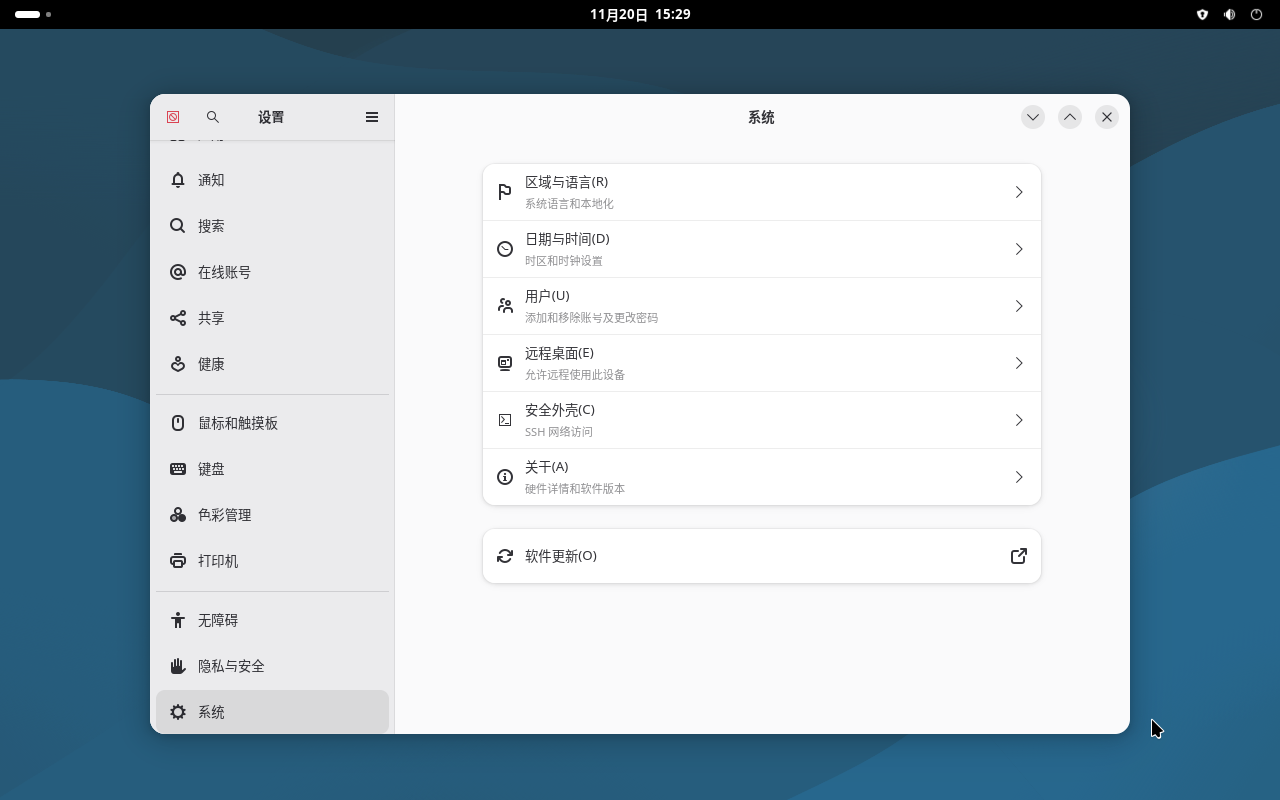 11月20日 15:29
设置
系统
通知
搜索
在线账号
共享
健康
鼠标和触摸板
键盘
色彩管理
打印机
无障碍
隐私与安全
系统
区域与语言(R)
系统语言和本地化
日期与时间(D)
时区和时钟设置
用户(U)
添加和移除账号及更改密码
远程桌面(E)
允许远程使用此设备
安全外壳(C)
SSH 网络访问
关于(A)
硬件详情和软件版本
软件更新(O)